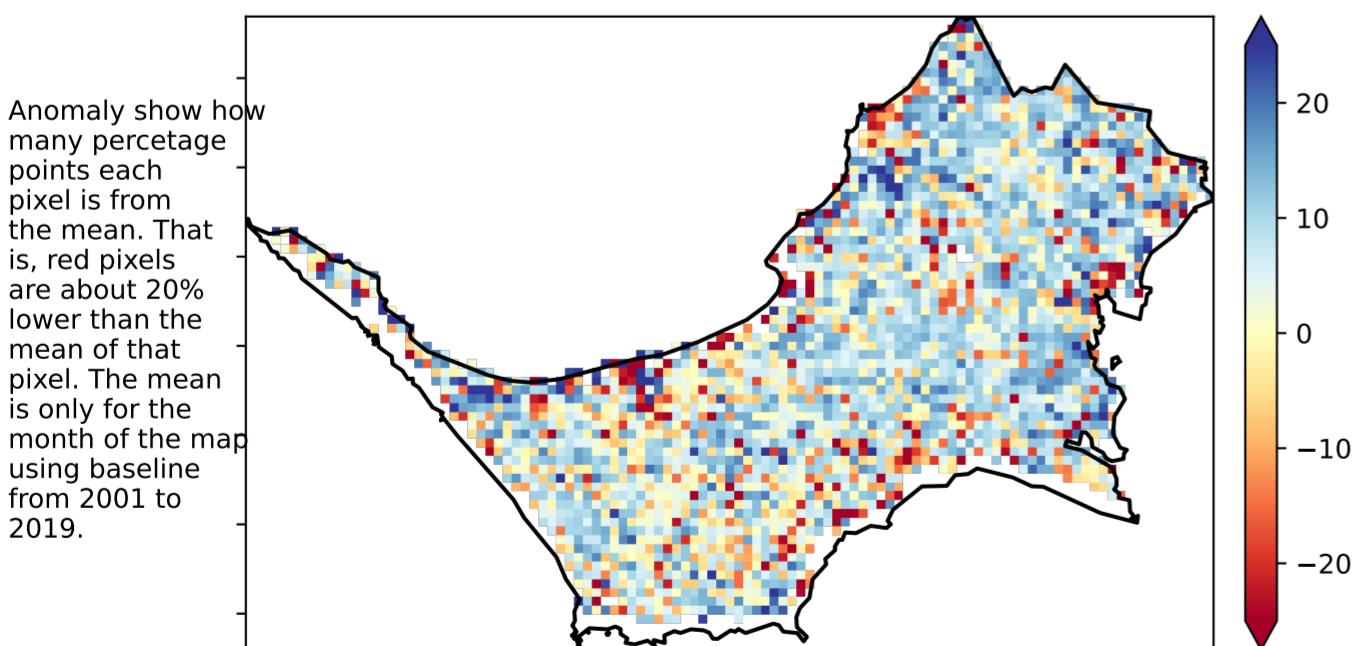 Anomaly show how
many percetage
points each
pixel is from
the mean. That
is, red pixels
are about 20%
lower than the
mean of that
pixel. The mean
is only for the
month of the map
using baseline
from 2001 to
2019.
20
10
0
−10
−20